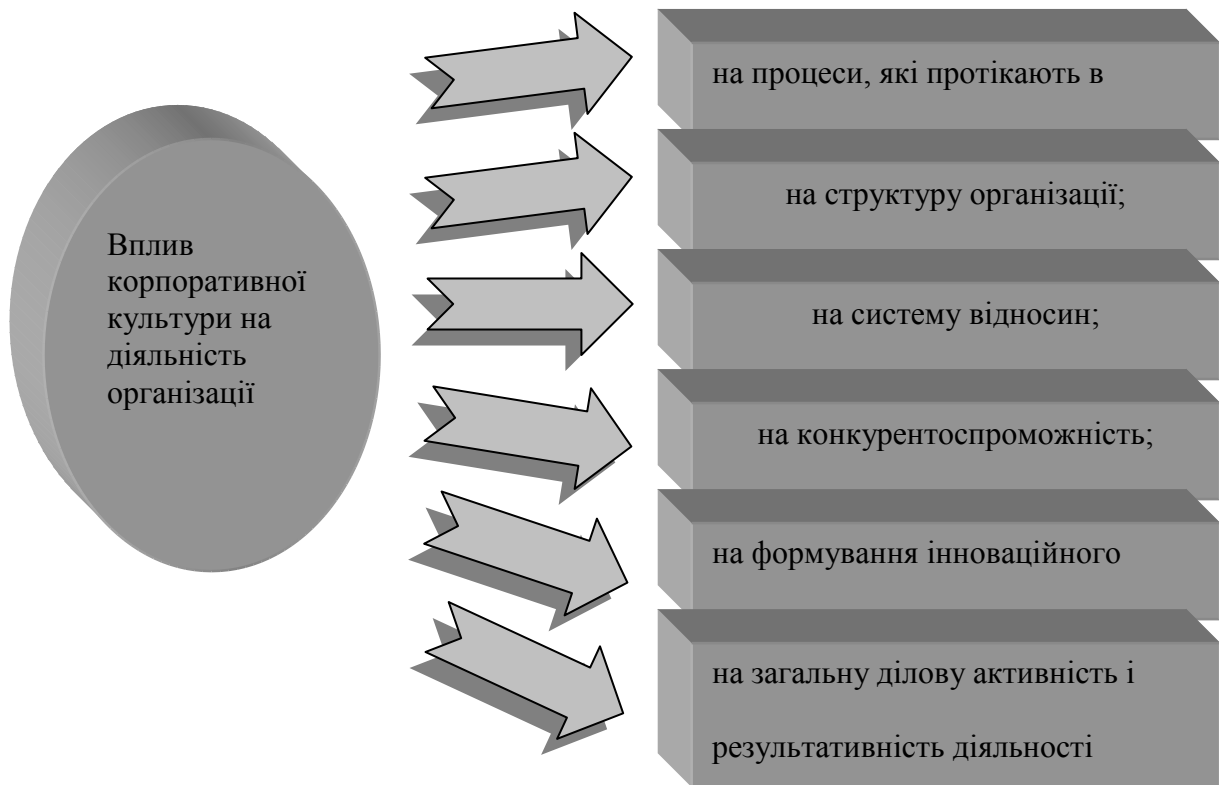 Вплив
корпоративної
культури на
діяльність
організації
на процеси, які протікають в
на структуру організації;
на систему відносин;
на конкурентоспроможність;
на формування інноваційного
на загальну ділову активність і
результативність діяльності